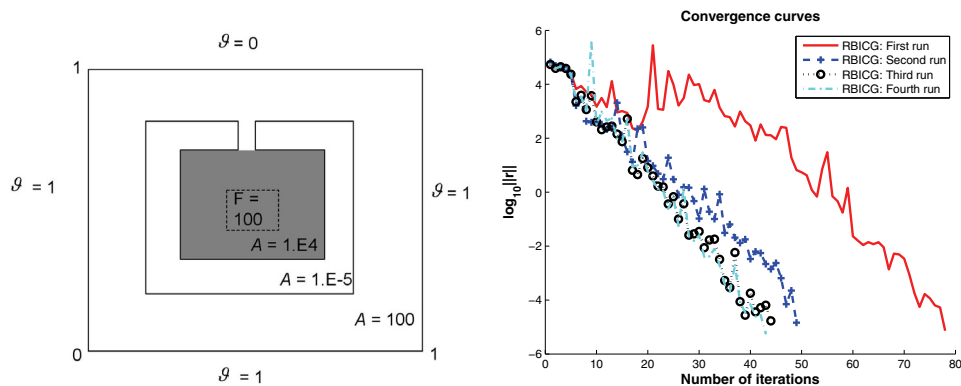 ϑ = 0
1
ϑ = 1
F =
100
A = 1.E4
A = 1.E-5
A = 100
ϑ = 1
0
1
ϑ = 1
Convergence curves
RBICG: First run
RBICG: Second run
RBICG: Third run
RBICG: Fourth run
log10||r||
6
4
2
0
−2
−4
−6
0 10 20 30 40 50 60 70 80
Number of iterations